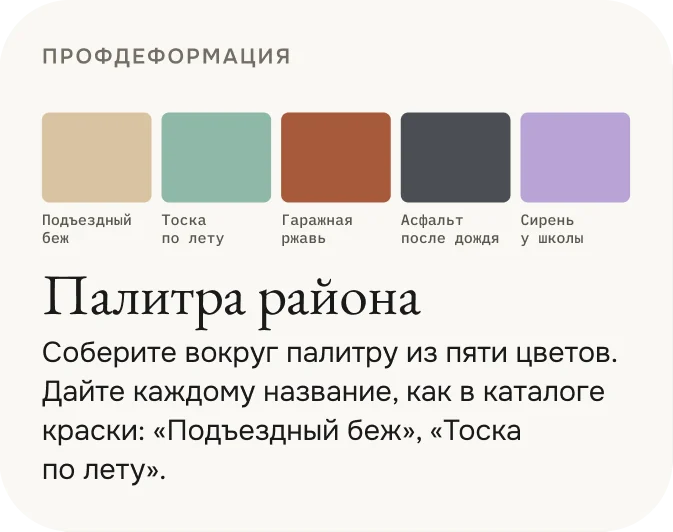 ПРОФДЕФОРМАЦИЯ
Подъездный беж
Тоска по лету
Гаражная ржавь
Асфальт после дождя
Сирень у школы
Палитра района
Соберите вокруг палитру из пяти цветов.
Дайте каждому название, как в каталоге
краски: «Подъездный беж», «Тоска
по лету».